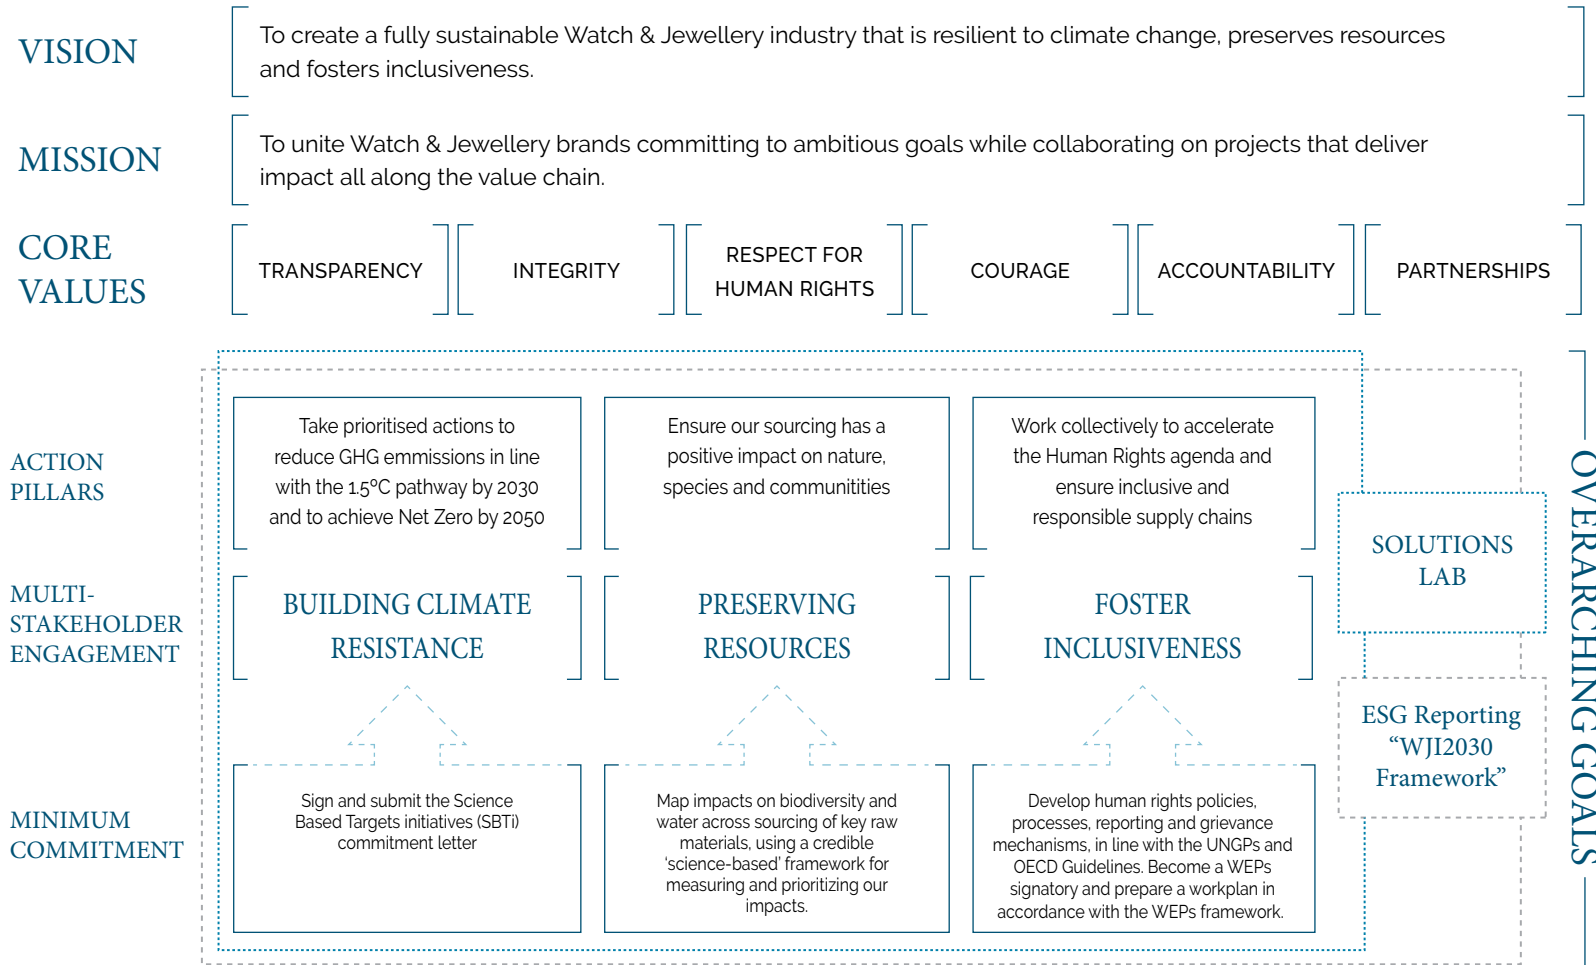 VISION
To create a fully sustainable Watch & Jewellery industry that is resilient to climate change, preserves resources
and fosters inclusiveness.
MISSION
To unite Watch & Jewellery brands committing to ambitious goals while collaborating on projects that deliver
impact all along the value chain.
CORE
VALUES
TRANSPARENCY
INTEGRITY
RESPECT FOR
HUMAN RIGHTS
COURAGE
ACCOUNTABILITY
PARTNERSHIPS
ACTION
PILLARS
Take prioritised actions to
reduce GHG emmissions in line
with the 1.5ºC pathway by 2030
and to achieve Net Zero by 2050
Ensure our sourcing has a
positive impact on nature,
species and communitities
Work collectively to accelerate
the Human Rights agenda and
ensure inclusive and
responsible supply chains
MULTI-
STAKEHOLDER
ENGAGEMENT
BUILDING CLIMATE
RESISTANCE
PRESERVING
RESOURCES
FOSTER
INCLUSIVENESS
MINIMUM
COMMITMENT
Sign and submit the Science
Based Targets initiatives (SBTi)
commitment letter
Map impacts on biodiversity and
water across sourcing of key raw
materials, using a credible
‘science-based’ framework for
measuring and prioritizing our
impacts.
Develop human rights policies,
processes, reporting and grievance
mechanisms, in line with the UNGPs and
OECD Guidelines. Become a WEPs
signatory and prepare a workplan in
accordance with the WEPs framework.
SOLUTIONS
LAB
ESG Reporting
“WJI2030
Framework”
OVERARCHING GOALS